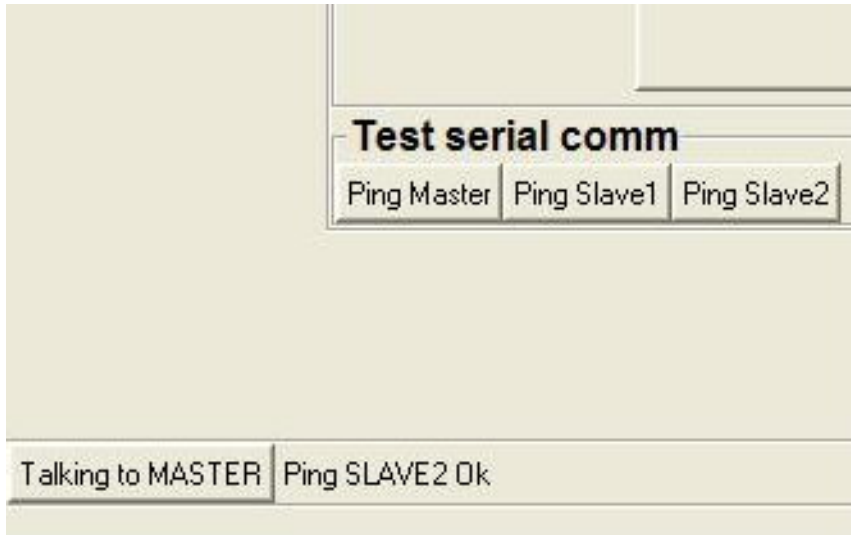 Test serial comm
Ping Master Ping Slave1 Ping Slave2
Talking to MASTER Ping SLAVE2 Ok